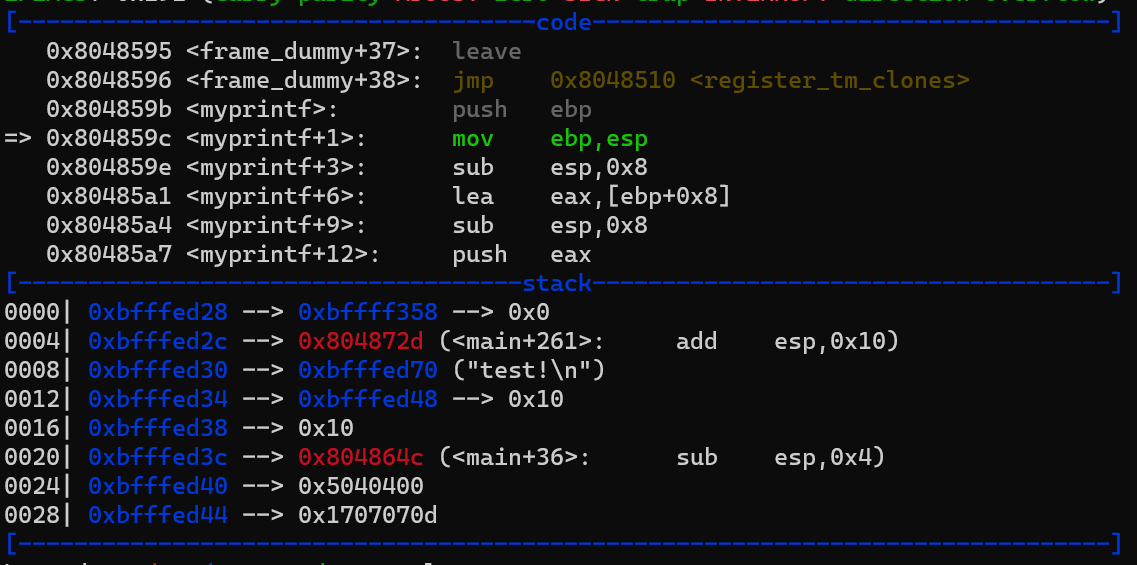 [-------------------------------------code-------------------------------------]
   0x8048595 <frame_dummy+37>:	leave
   0x8048596 <frame_dummy+38>:	jmp    0x8048510 <register_tm_clones>
   0x804859b <myprintf>:	push   ebp
=> 0x804859c <myprintf+1>:	mov    ebp,esp
   0x804859e <myprintf+3>:	sub    esp,0x8
   0x80485a1 <myprintf+6>:	lea    eax,[ebp+0x8]
   0x80485a4 <myprintf+9>:	sub    esp,0x8
   0x80485a7 <myprintf+12>:	push   eax
[------------------------------------stack-------------------------------------]
0000| 0xbfffed28 --> 0xbffff358 --> 0x0
0004| 0xbfffed2c --> 0x804872d (<main+261>:	add    esp,0x10)
0008| 0xbfffed30 --> 0xbfffed70 ("test!\n")
0012| 0xbfffed34 --> 0xbfffed48 --> 0x10
0016| 0xbfffed38 --> 0x10
0020| 0xbfffed3c --> 0x804864c (<main+36>:	sub    esp,0x4)
0024| 0xbfffed40 --> 0x5040400
0028| 0xbfffed44 --> 0x1707070d
[------------------------------------------------------------------------------]